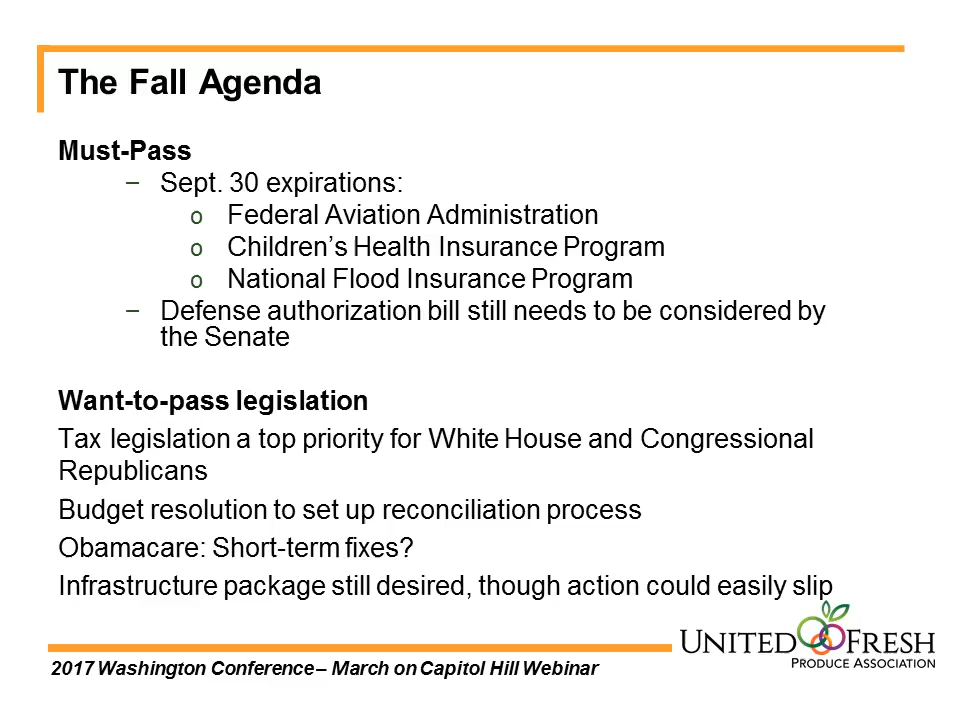 The Fall Agenda
Must-Pass
− Sept. 30 expirations:
o Federal Aviation Administration
o Children’s Health Insurance Program
o National Flood Insurance Program
− Defense authorization bill still needs to be considered by
the Senate
Want-to-pass legislation
Tax legislation a top priority for White House and Congressional
Republicans
Budget resolution to set up reconciliation process
Obamacare: Short-term fixes?
Infrastructure package still desired, though action could easily slip
UNITED FRESH
PRODUCE ASSOCIATION
2017 Washington Conference – March on Capitol Hill Webinar